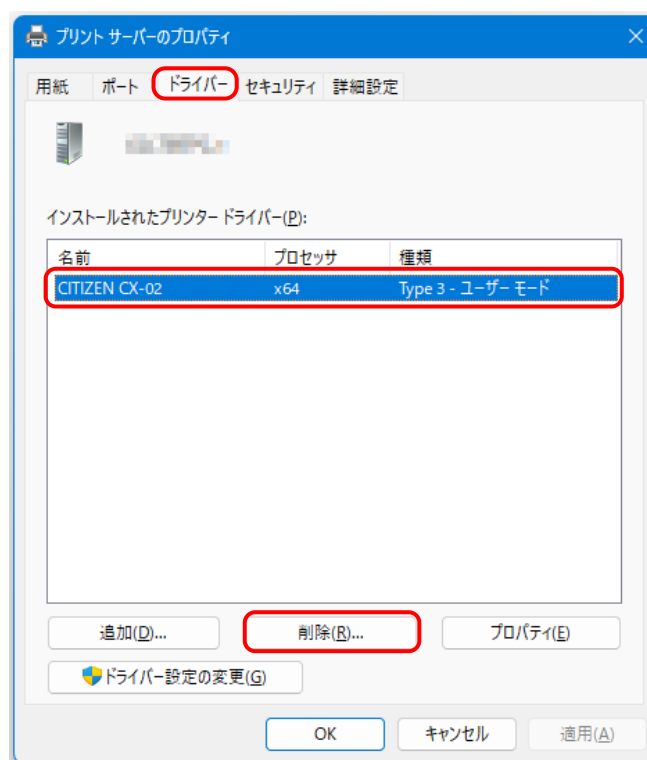 プリント サーバーのプロパティ
用紙 ポート ドライバー セキュリティ 詳細設定
インストールされたプリンター ドライバー(P):
名前 プロセッサ 種類
CITIZEN CX-02 x64 Type 3 - ユーザー モード
追加(D)... 削除(R)... プロパティ(E)
ドライバー設定の変更(G)
OK キャンセル 適用(A)